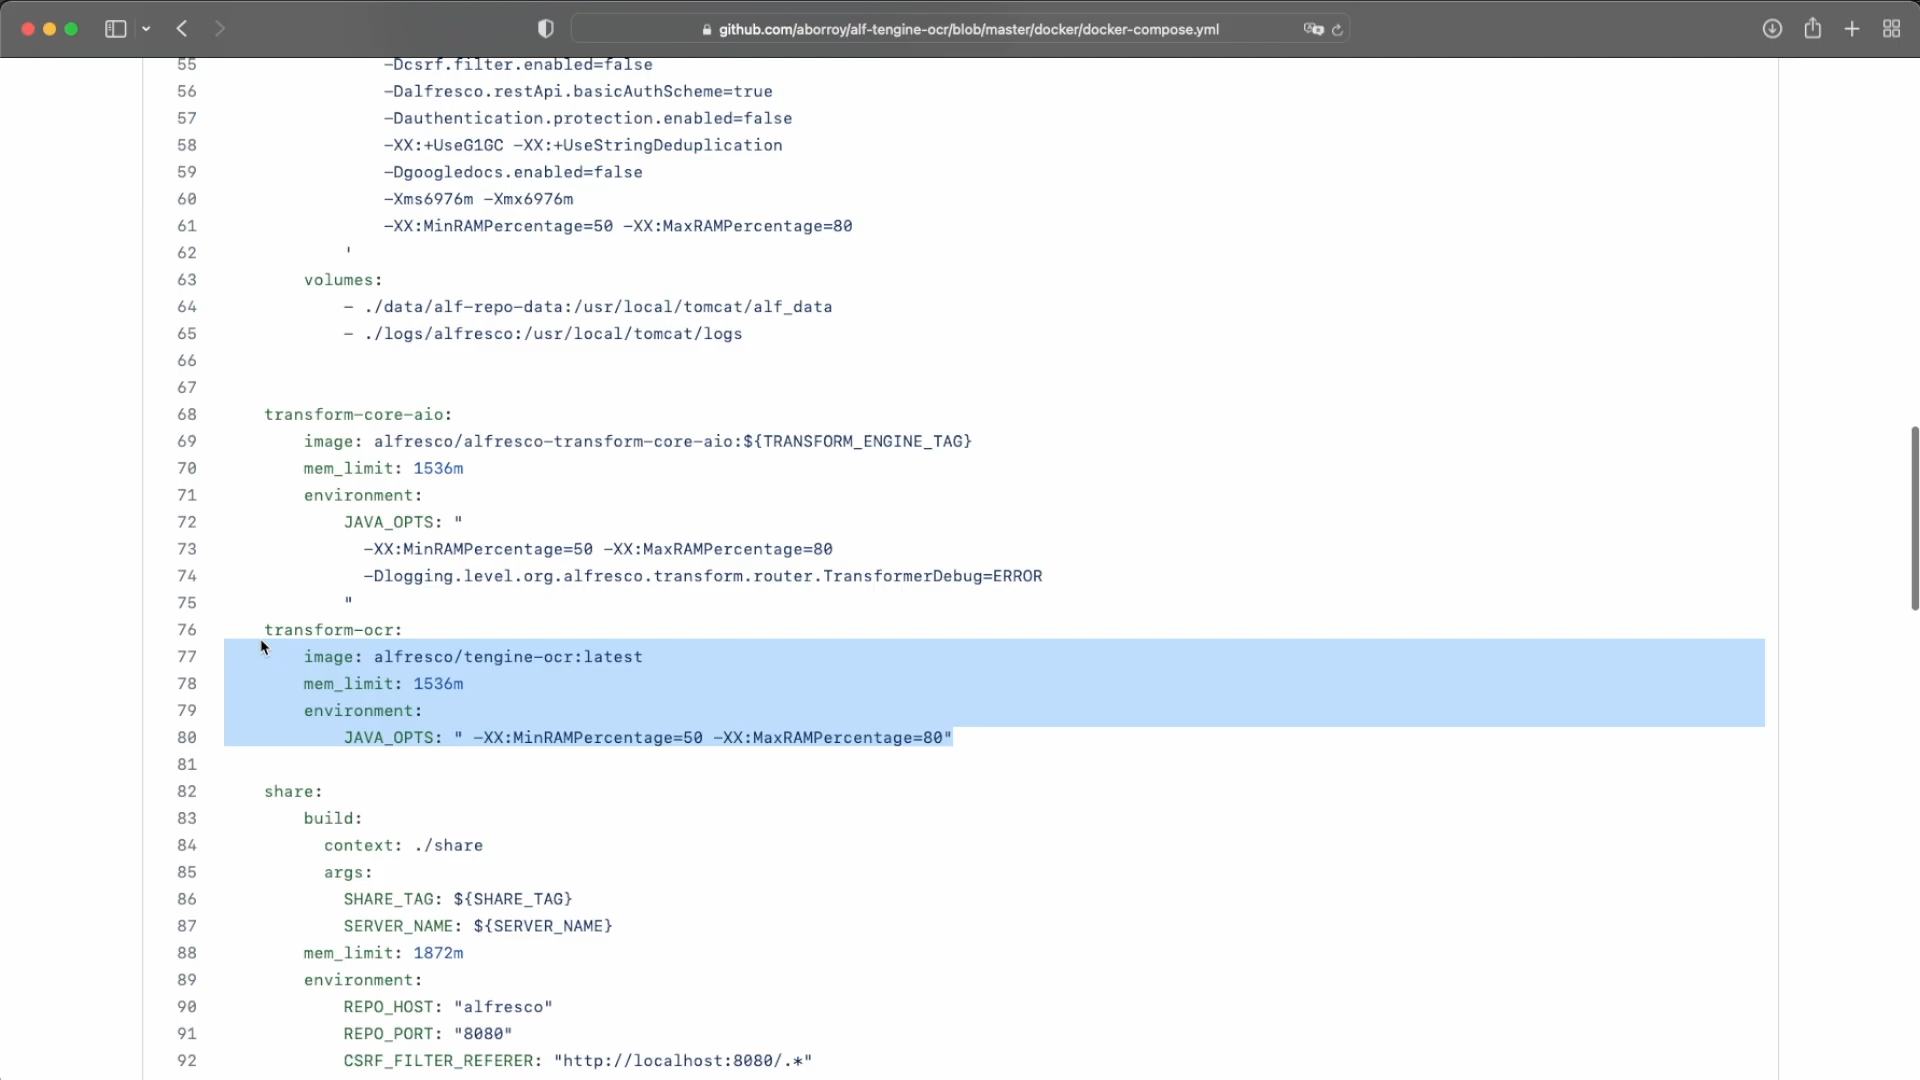 github.com/aborroy/alf-tengine-ocr/blob/master/docker/docker-compose.yml
55 -Dcsrf.filter.enabled=false
56 -Dalfresco.restApi.basicAuthScheme=true
57 -Dauthentication.protection.enabled=false
58 -XX:+UseG1GC -XX:+UseStringDeduplication
59 -Dgoogledocs.enabled=false
60 -Xms6976m -Xmx6976m
61 -XX:MinRAMPercentage=50 -XX:MaxRAMPercentage=80
62 '
63 volumes:
64 - ./data/alf-repo-data:/usr/local/tomcat/alf_data
65 - ./logs/alfresco:/usr/local/tomcat/logs
66
67
68 transform-core-aio:
69 image: alfresco/alfresco-transform-core-aio:${TRANSFORM_ENGINE_TAG}
70 mem_limit: 1536m
71 environment:
72 JAVA_OPTS: "
73 -XX:MinRAMPercentage=50 -XX:MaxRAMPercentage=80
74 -Dlogging.level.org.alfresco.transform.router.TransformerDebug=ERROR
75 "
76 transform-ocr:
77 image: alfresco/tengine-ocr:latest
78 mem_limit: 1536m
79 environment:
80 JAVA_OPTS: " -XX:MinRAMPercentage=50 -XX:MaxRAMPercentage=80"
81
82 share:
83 build:
84 context: ./share
85 args:
86 SHARE_TAG: ${SHARE_TAG}
87 SERVER_NAME: ${SERVER_NAME}
88 mem_limit: 1872m
89 environment:
90 REPO_HOST: "alfresco"
91 REPO_PORT: "8080"
92 CSRF_FILTER_REFERER: "http://localhost:8080/.*"